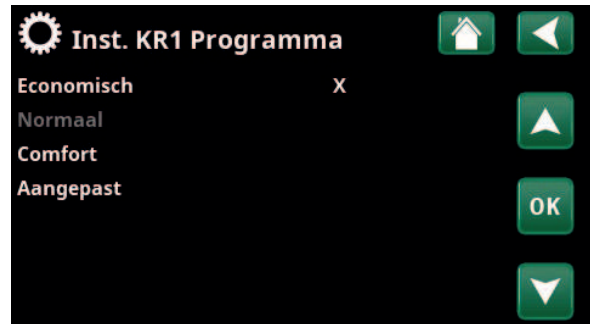 Inst. KR1 Programma
Economisch X
Normaal
Comfort
Aangepast
OK